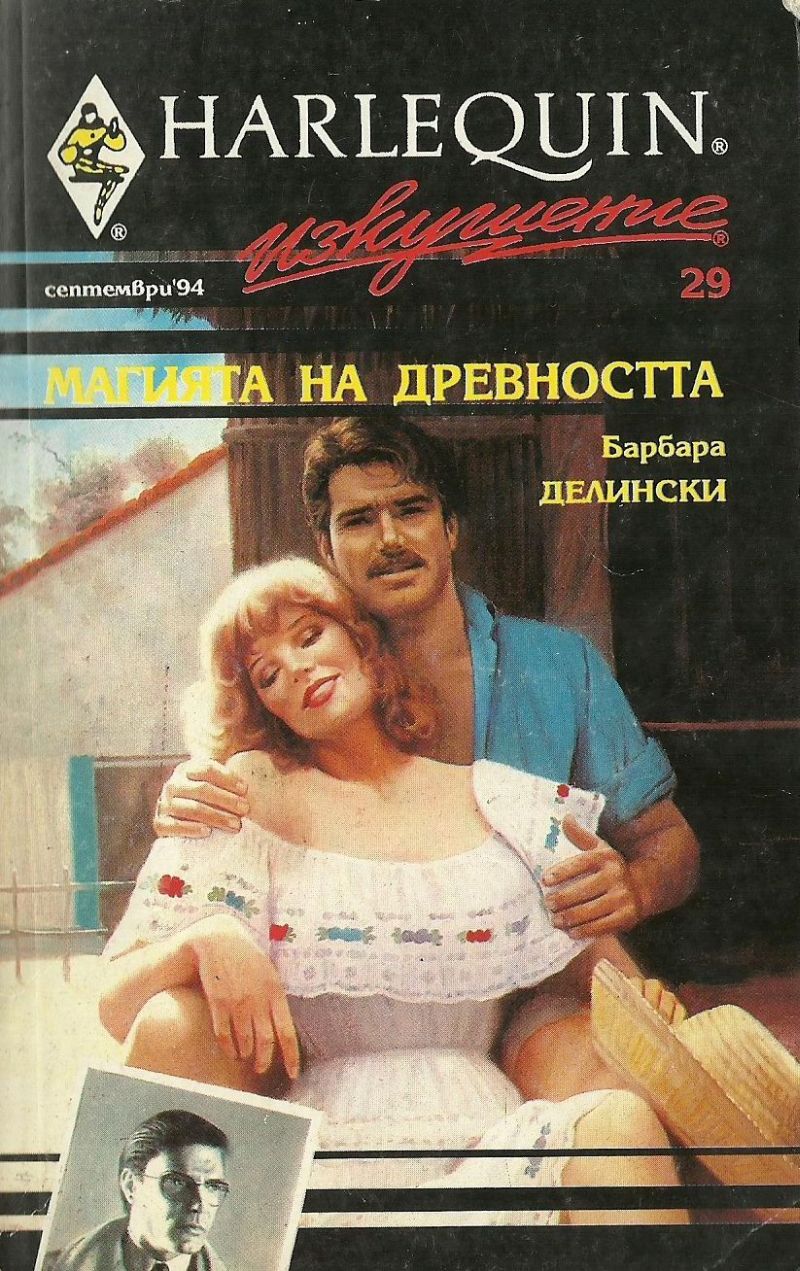 HARLEQUIN®
изкушение®
®
септември'94
29
МАГИЯТА НА ДРЕВНОСТТА
Барбара
ДЕЛИНСКИ